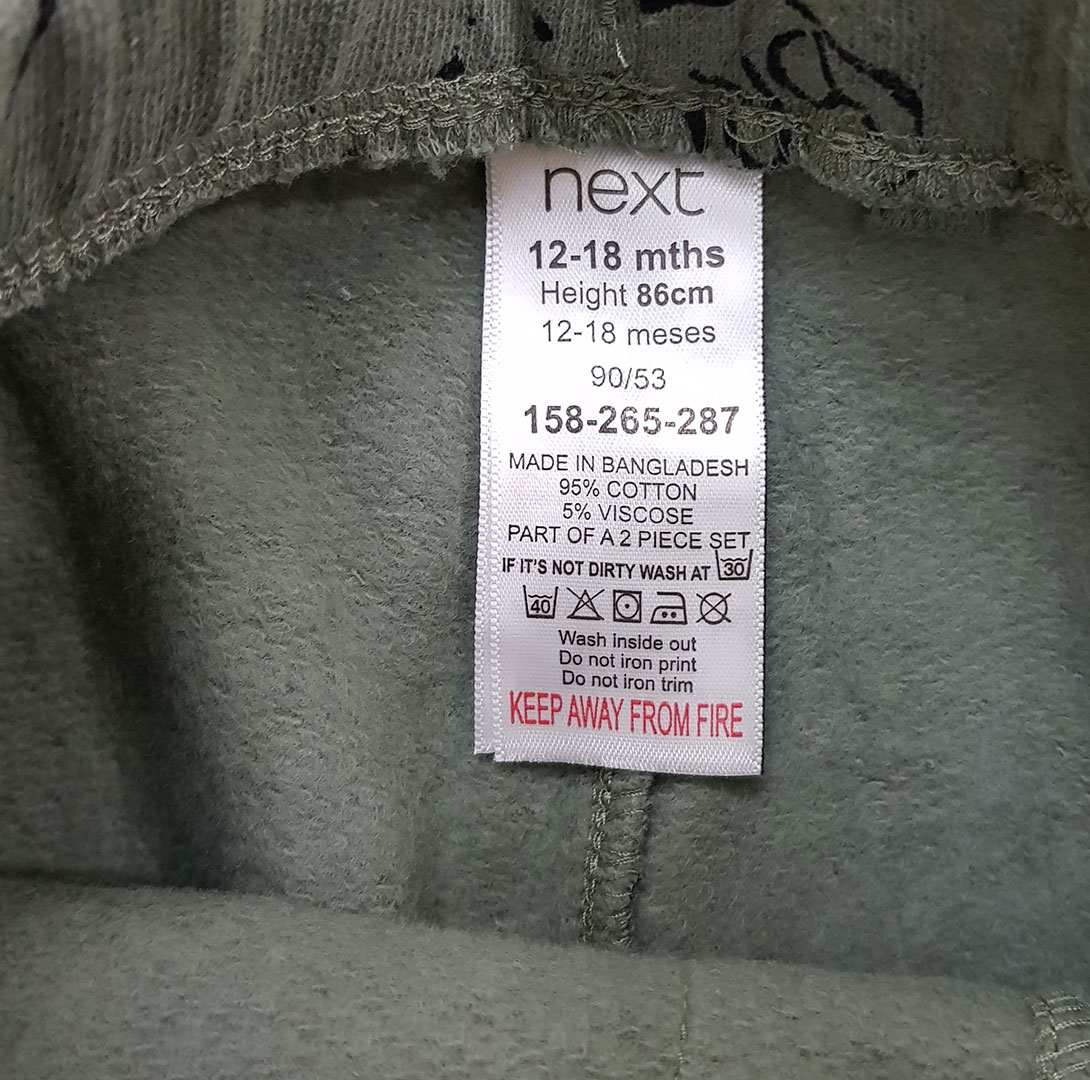 next
12-18 mths
Height 86cm
12-18 meses
90/53
158-265-287
MADE IN BANGLADESH
95% COTTON
5% VISCOSE
PART OF A 2 PIECE SET
IF IT'S NOT DIRTY WASH AT 30
40
Wash inside out
Do not iron print
Do not iron trim
KEEP AWAY FROM FIRE